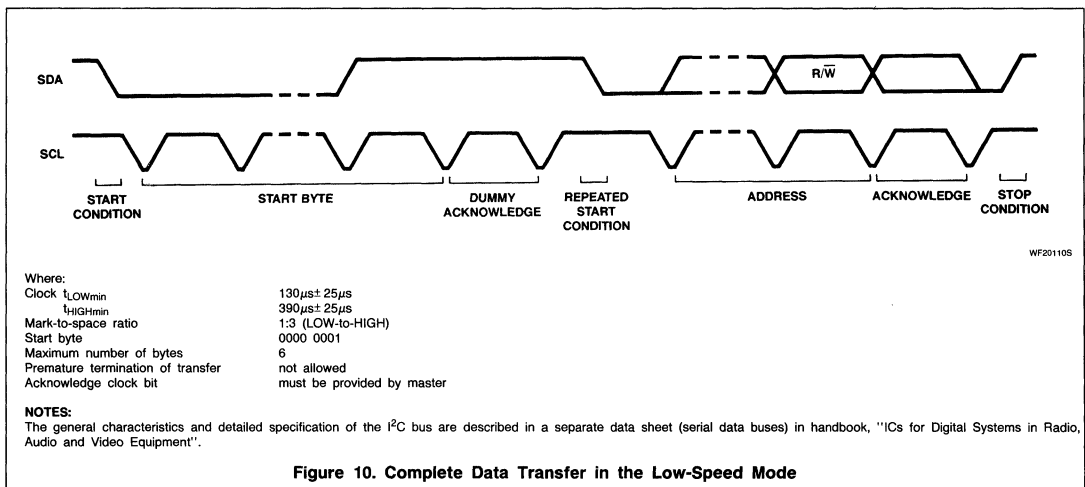 SDA
R/W̅
SCL
START CONDITION
START BYTE
DUMMY ACKNOWLEDGE
REPEATED START CONDITION
ADDRESS
ACKNOWLEDGE
STOP CONDITION
WF20110S
Where:
Clock tLOWmin 130μs± 25μs
tHIGHmin 390μs± 25μs
Mark-to-space ratio 1:3 (LOW-to-HIGH)
Start byte 0000 0001
Maximum number of bytes 6
Premature termination of transfer not allowed
Acknowledge clock bit must be provided by master
NOTES:
The general characteristics and detailed specification of the I²C bus are described in a separate data sheet (serial data buses) in handbook, "ICs for Digital Systems in Radio,
Audio and Video Equipment".
Figure 10. Complete Data Transfer in the Low-Speed Mode